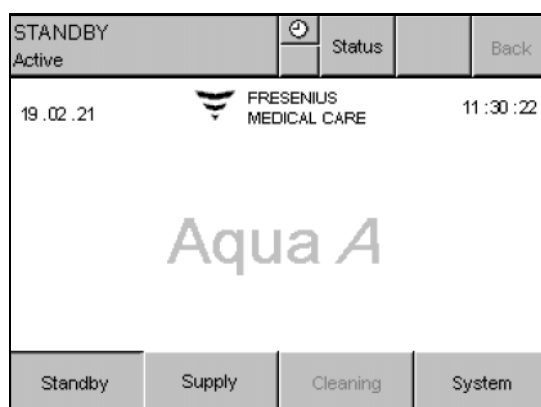 STANDBY
Active
Status
Back
19.02.21
FRESENIUS
MEDICAL CARE
11:30:22
Aqua A
Standby
Supply
Cleaning
System